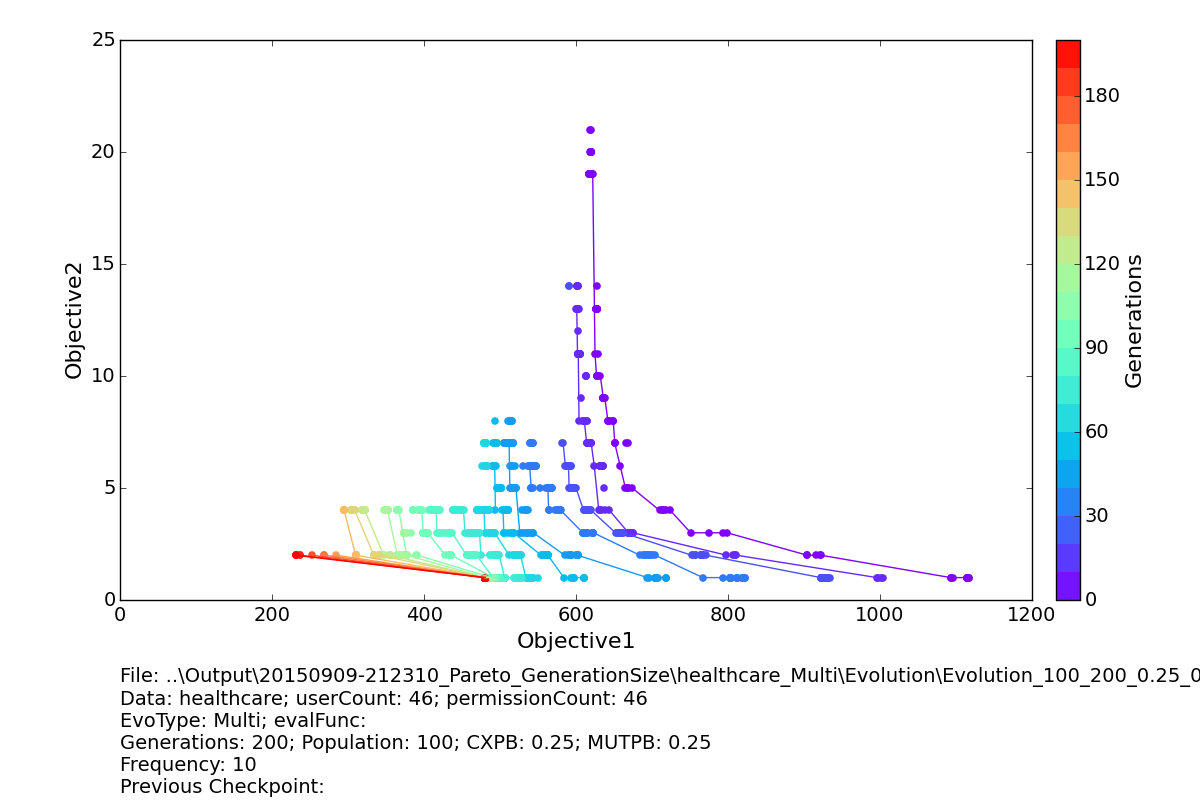 25
20
15
10
5
0
0
200
400
600
800
1000
1200
Objective2
Objective1
180
150
120
90
60
30
0
Generations
File: ..\Output\20150909-212310_Pareto_GenerationSize\healthcare_Multi\Evolution\Evolution_100_200_0.25_0
Data: healthcare; userCount: 46; permissionCount: 46
EvoType: Multi; evalFunc:
Generations: 200; Population: 100; CXPB: 0.25; MUTPB: 0.25
Frequency: 10
Previous Checkpoint: